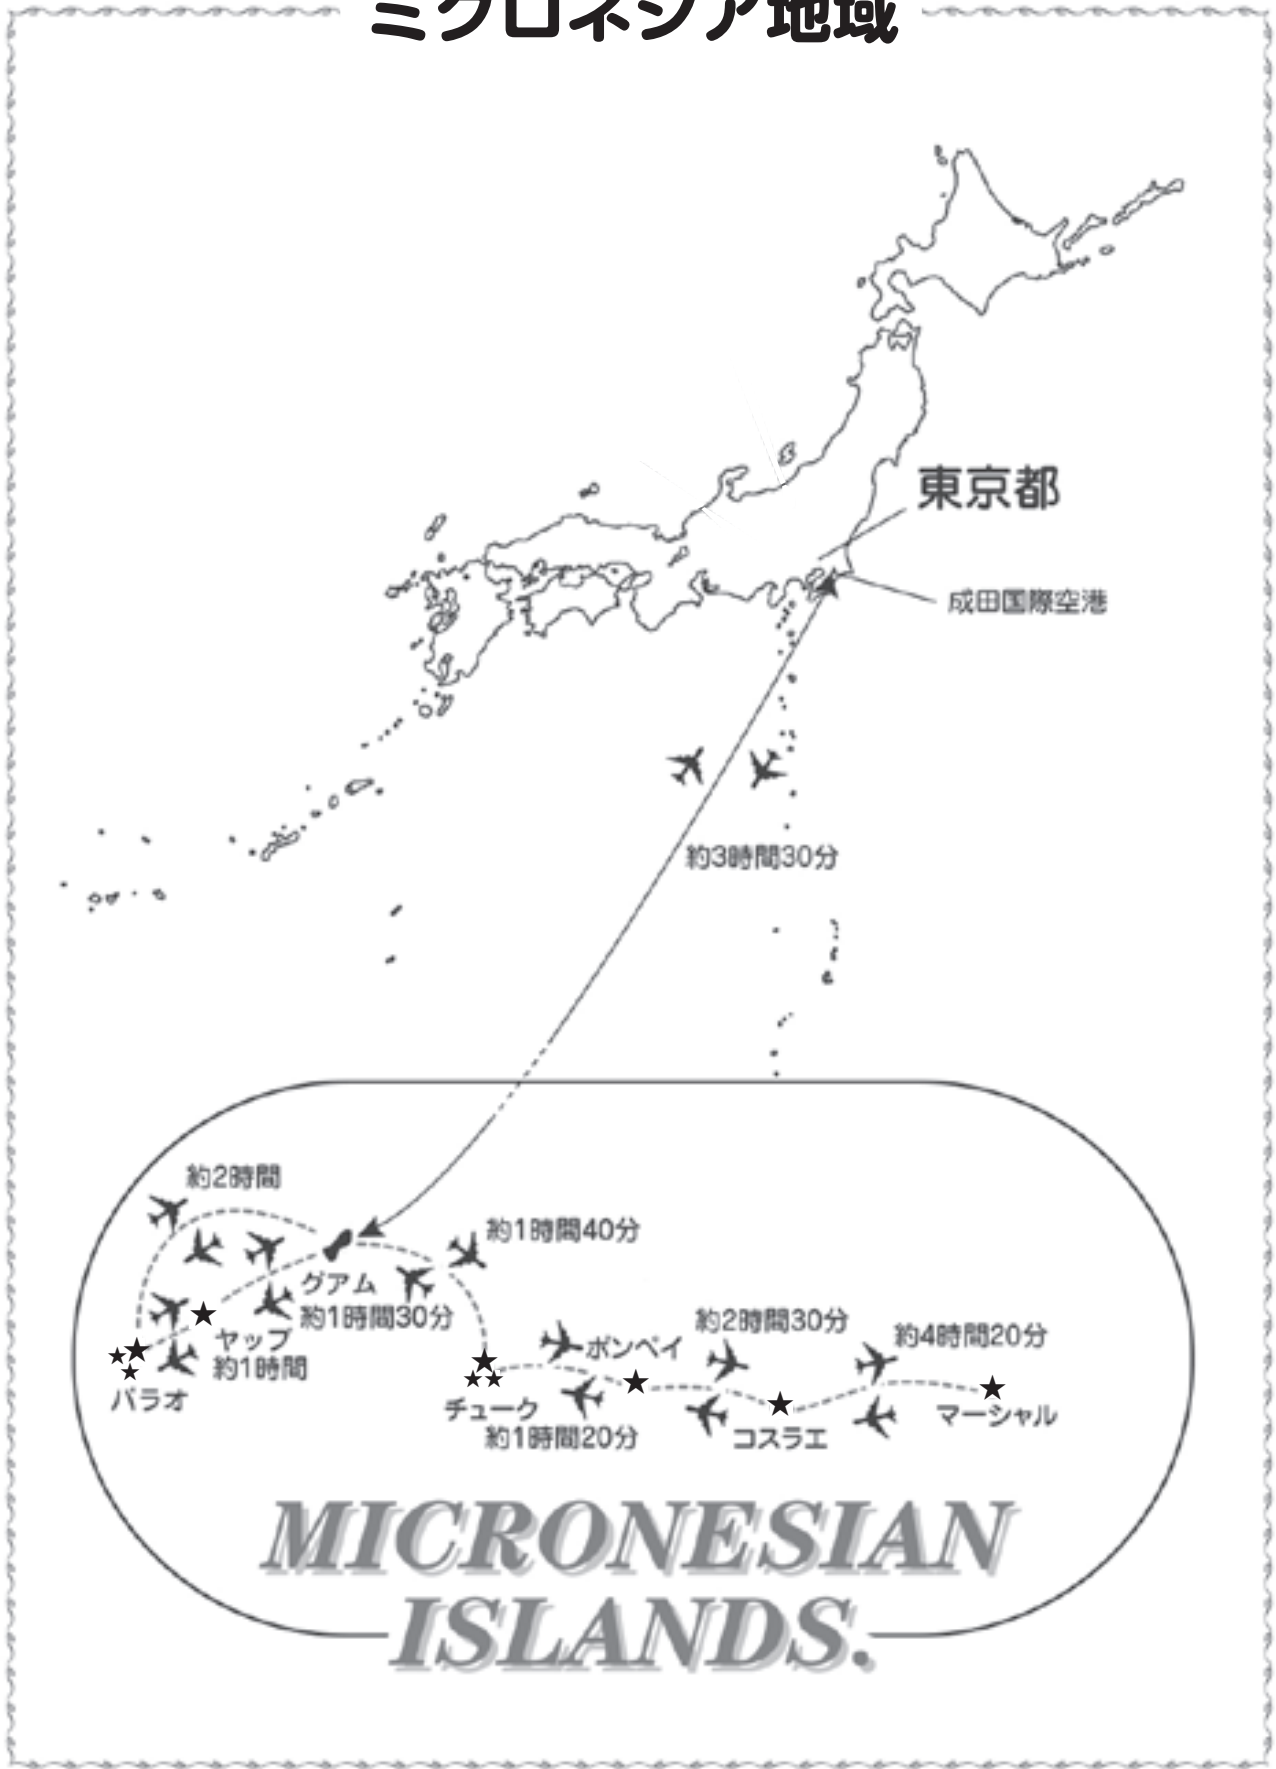 ミクロネシア地域
東京都
成田国際空港
約3時間30分
約2時間
約1時間40分
グアム
約1時間30分
ヤップ
約1時間
パラオ
ポンペイ
約2時間30分
約4時間20分
チューク
約1時間20分
コスラエ
マーシャル
MICRONESIAN
ISLANDS.